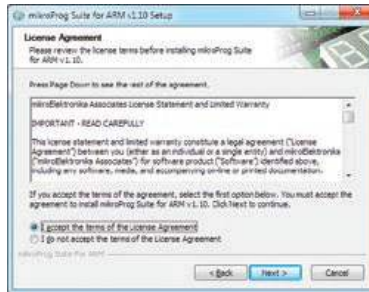 mikroProg Suite for ARM v1.10 Setup
License Agreement
Please review the license terms before installing mikroProg Suite
for ARM v1.10.
Press Page Down to see the rest of the agreement.
mikroElektronika Associates License Statement and Limited Warranty
IMPORTANT - READ CAREFULLY
This license statement and limited warranty constitute a legal agreement ("License
Agreement") between you (either as an individual or a single entity) and mikroElektronika
("mikroElektronika Associates") for software product ("Software") identified above,
including any software, media, and accompanying on-line or printed documentation.
If you accept the terms of the agreement, select the first option below. You must accept the
agreement to install mikroProg Suite for ARM v1.10. Click Next to continue.
I accept the terms of the License Agreement
I do not accept the terms of the License Agreement
mikroProg Suite for ARM
< Back
Next >
Cancel